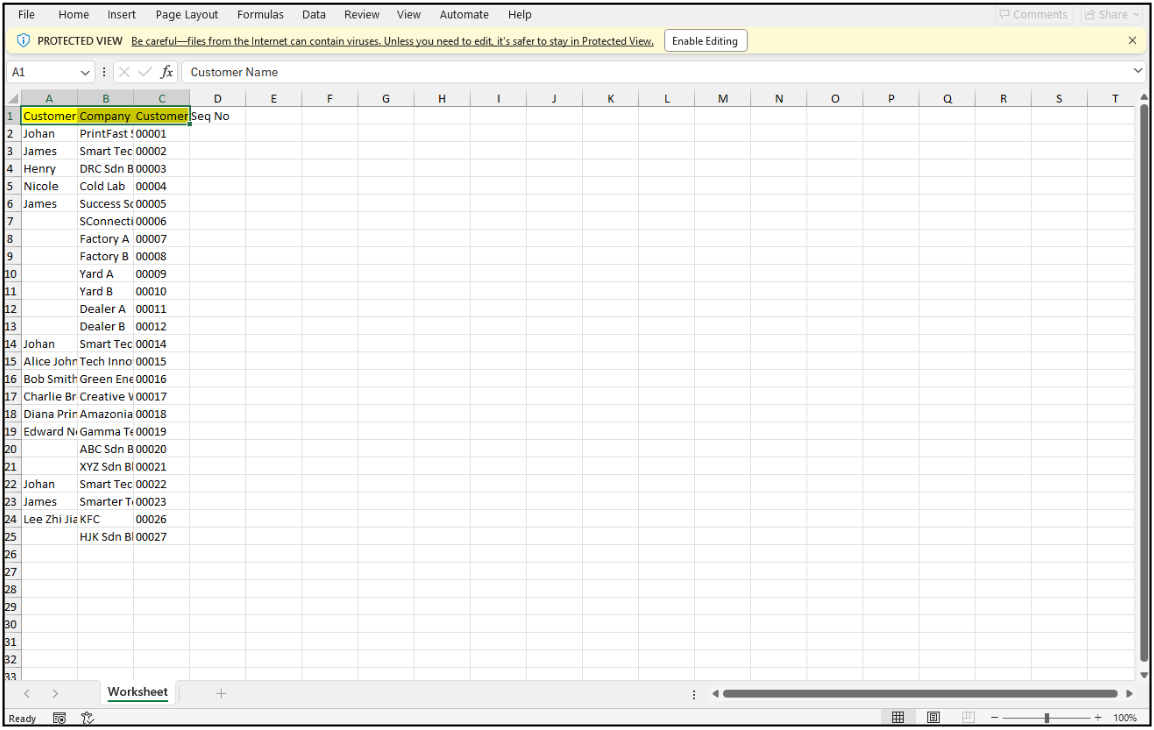 File Home Insert Page Layout Formulas Data Review View Automate Help Comments Share
PROTECTED VIEW Be careful—files from the Internet can contain viruses. Unless you need to edit, it's safer to stay in Protected View. Enable Editing
A1 fx Customer Name
A B C D E F G H I J K L M N O P Q R S T
1 Customer Company Customer Seq No
2 Johan PrintFast 00001
3 James Smart Tec 00002
4 Henry DRC Sdn B 00003
5 Nicole Cold Lab 00004
6 James Success 00005
7 SConnecti 00006
8 Factory A 00007
9 Factory B 00008
10 Yard A 00009
11 Yard B 00010
12 Dealer A 00011
13 Dealer B 00012
14 Johan Smart Tec 00014
15 Alice John Tech Inno 00015
16 Bob Smith Green Ene 00016
17 Charlie Br Creative 00017
18 Diana Prin Amazonia 00018
19 Edward Gamma Te 00019
20 ABC Sdn B 00020
21 XYZ Sdn B 00021
22 Johan Smart Tec 00022
23 James Smarter T 00023
24 Lee Zhi Jia KFC 00026
25 HJK Sdn B 00027
26
27
28
29
30
31
32
33
Worksheet
Ready 100%